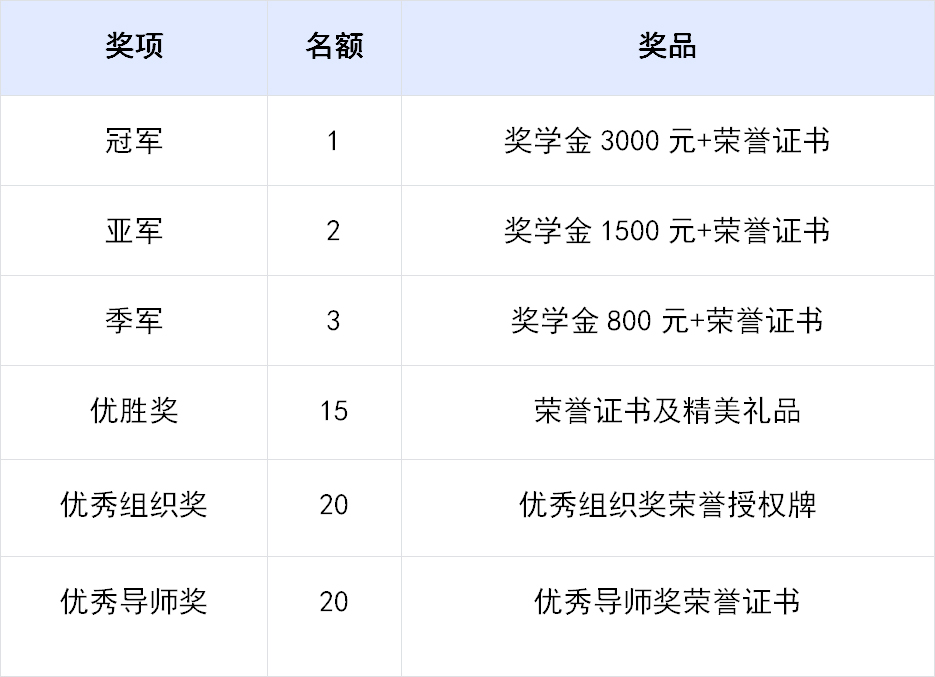 奖项 名额 奖品
冠军 1 奖学金 3000 元+荣誉证书
亚军 2 奖学金 1500 元+荣誉证书
季军 3 奖学金 800 元+荣誉证书
优胜奖 15 荣誉证书及精美礼品
优秀组织奖 20 优秀组织奖荣誉授权牌
优秀导师奖 20 优秀导师奖荣誉证书